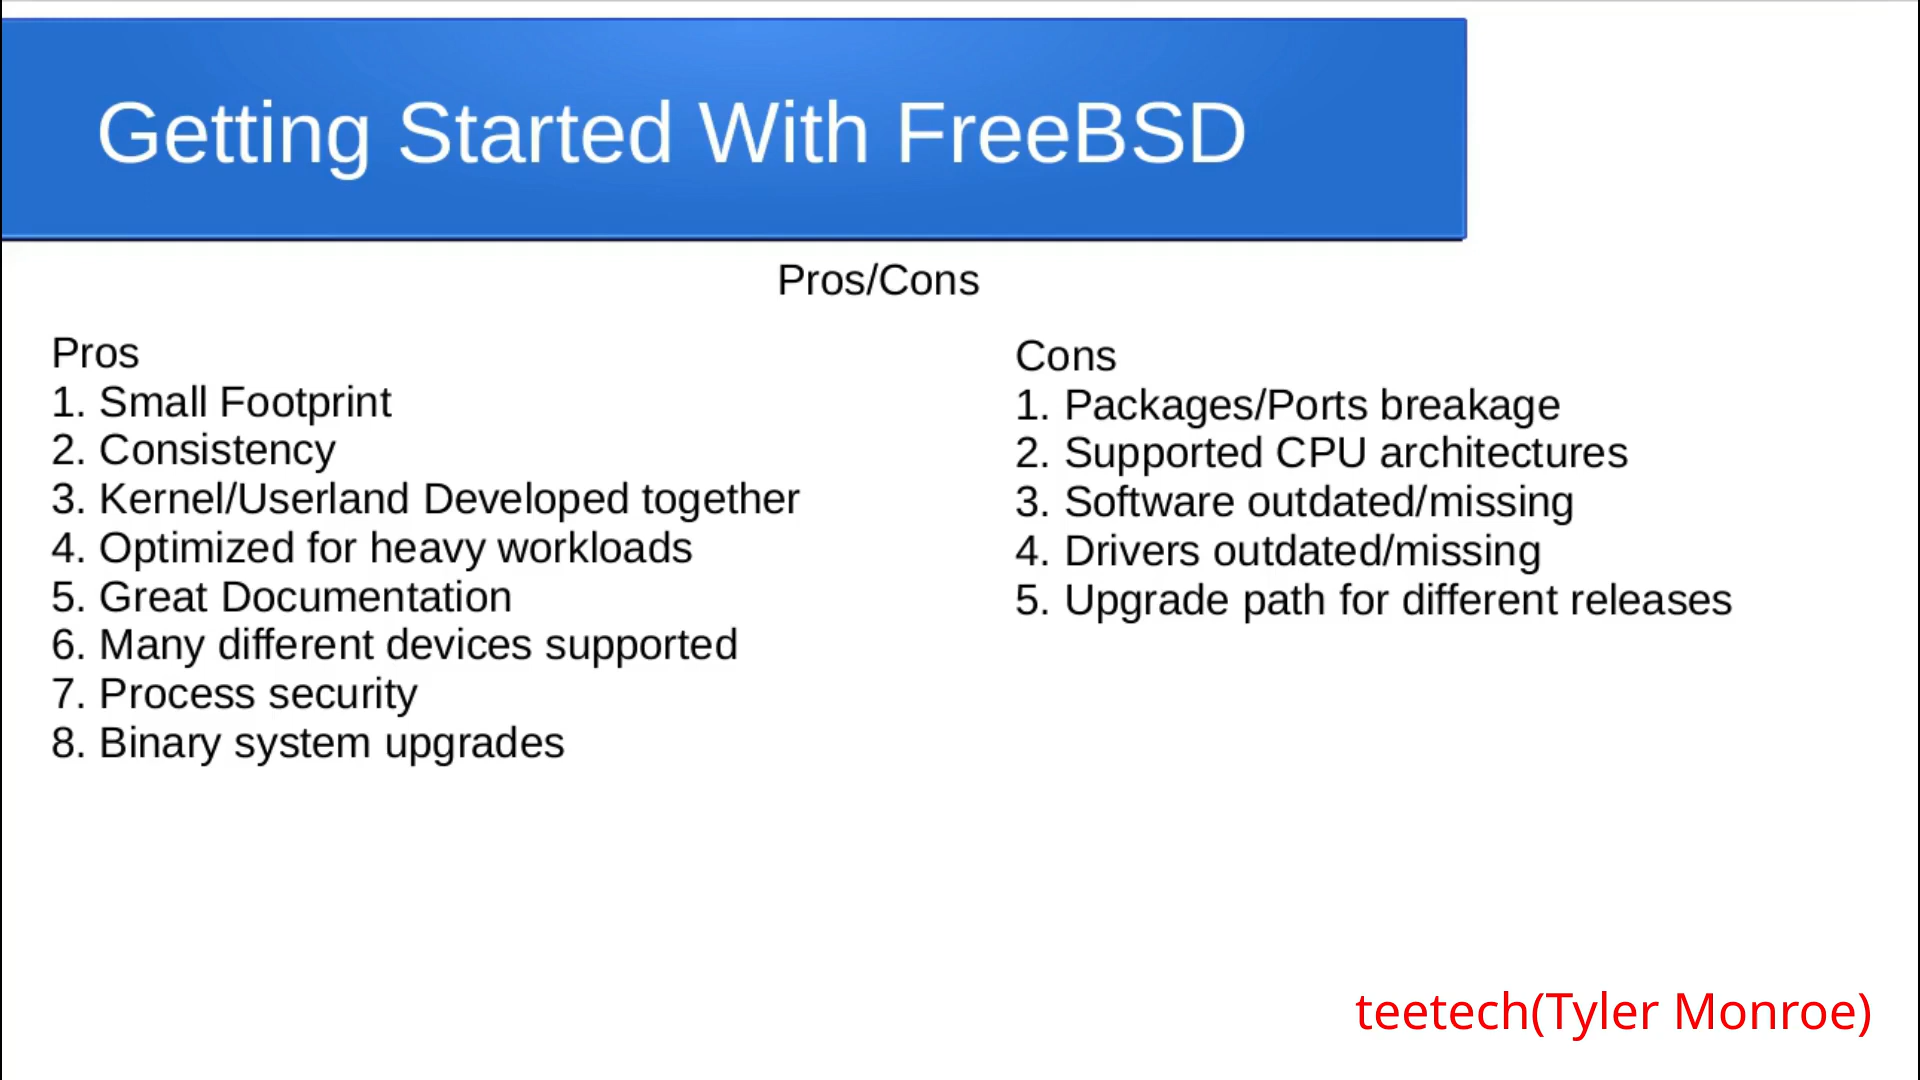 Getting Started With FreeBSD
Pros/Cons
Pros
1. Small Footprint
2. Consistency
3. Kernel/Userland Developed together
4. Optimized for heavy workloads
5. Great Documentation
6. Many different devices supported
7. Process security
8. Binary system upgrades
Cons
1. Packages/Ports breakage
2. Supported CPU architectures
3. Software outdated/missing
4. Drivers outdated/missing
5. Upgrade path for different releases
teetech(Tyler Monroe)